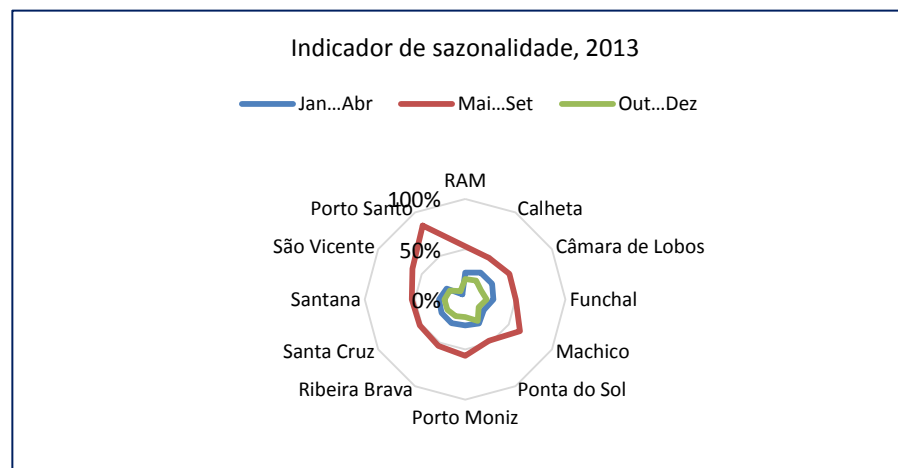 Indicador de sazonalidade, 2013
Jan...Abr Mai...Set Out...Dez
RAM
100%
Porto Santo Calheta
São Vicente 50% Câmara de Lobos
Santana 0% Funchal
Santa Cruz Machico
Ribeira Brava Ponta do Sol
Porto Moniz